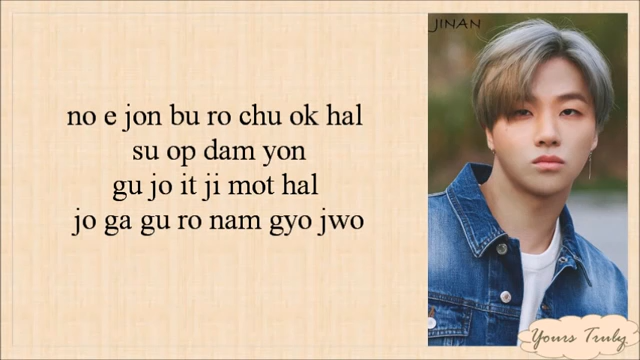 JINAN
no e jon bu ro chu ok hal
su op dam yon
gu jo it ji mot hal
jo ga gu ro nam gyo jwo
Yours Truly